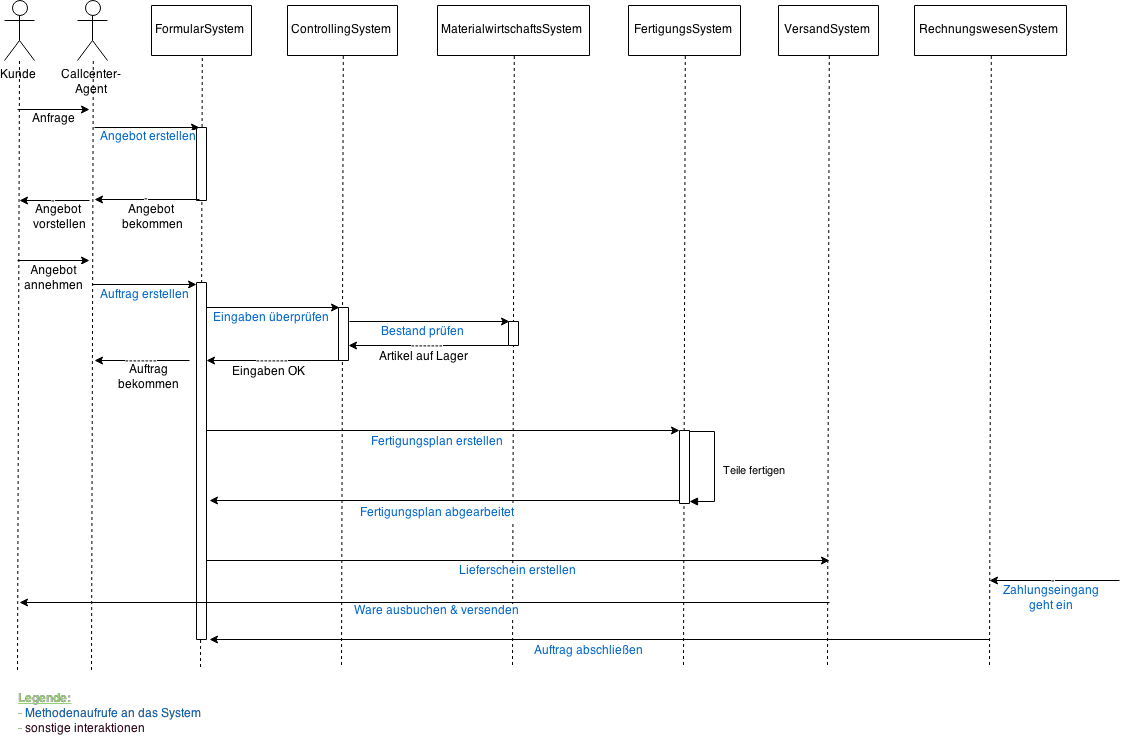 FormularSystem
ControllingSystem
MaterialwirtschaftsSystem
FertigungsSystem
VersandSystem
RechnungswesenSystem
Kunde
Callcenter-
Agent
Anfrage
Angebot erstellen
Angebot
vorstellen
Angebot
bekommen
Angebot
annehmen
Auftrag erstellen
Eingaben überprüfen
Bestand prüfen
Artikel auf Lager
Auftrag
bekommen
Eingaben OK
Fertigungsplan erstellen
Teile fertigen
Fertigungsplan abgearbeitet
Lieferschein erstellen
Zahlungseingang
geht ein
Ware ausbuchen & versenden
Auftrag abschließen
Legende:
- Methodenaufrufe an das System
- sonstige interaktionen